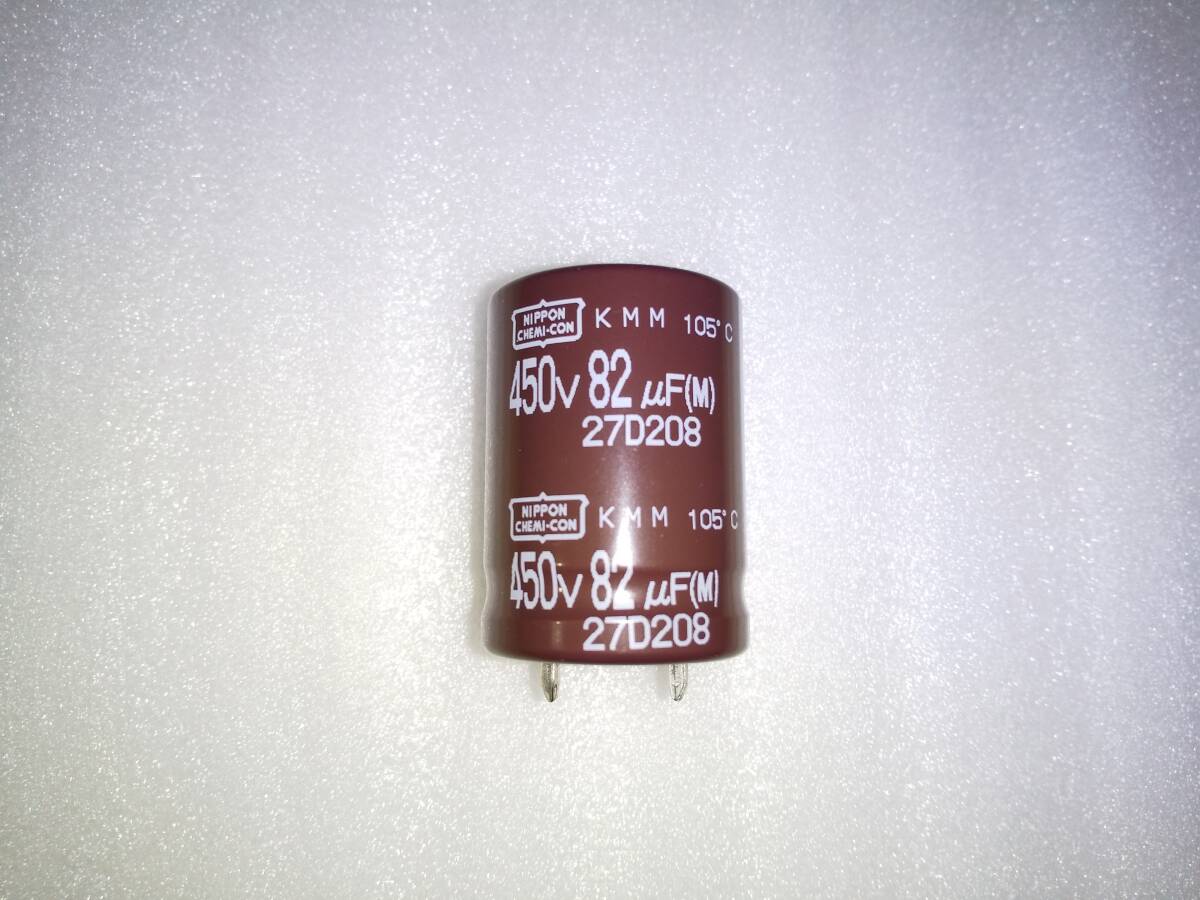 NIPPON
CHEMI-CON KMM 105°C
450V 82 μF(M)
27D208
NIPPON
CHEMI-CON KMM 105°C
450V 82 μF(M)
27D208